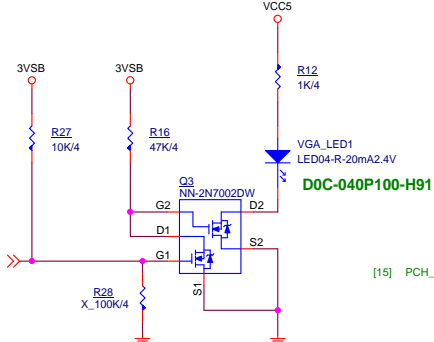 VCC5
3VSB
3VSB
R12
1K/4
R27
10K/4
R16
47K/4
VGA_LED1
LED04-R-20mA2.4V
D0C-040P100-H91
Q3
NN-2N7002DW
G2
D2
D1
S2
G1
S1
R28
X_100K/4
[15] PCH_